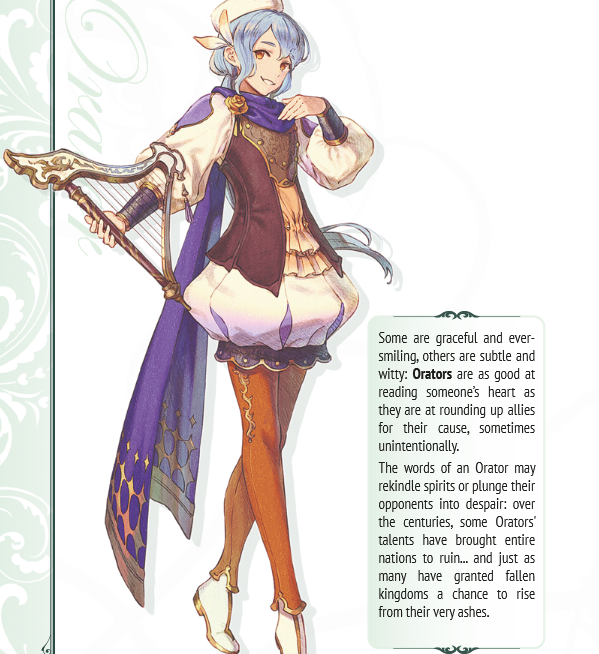 Orator
Some are graceful and ever-
smiling, others are subtle and
witty: Orators are as good at
reading someone's heart as
they are at rounding up allies
for their cause, sometimes
unintentionally.
The words of an Orator may
rekindle spirits or plunge their
opponents into despair: over
the centuries, some Orators'
talents have brought entire
nations to ruin... and just as
many have granted fallen
kingdoms a chance to rise
from their very ashes.